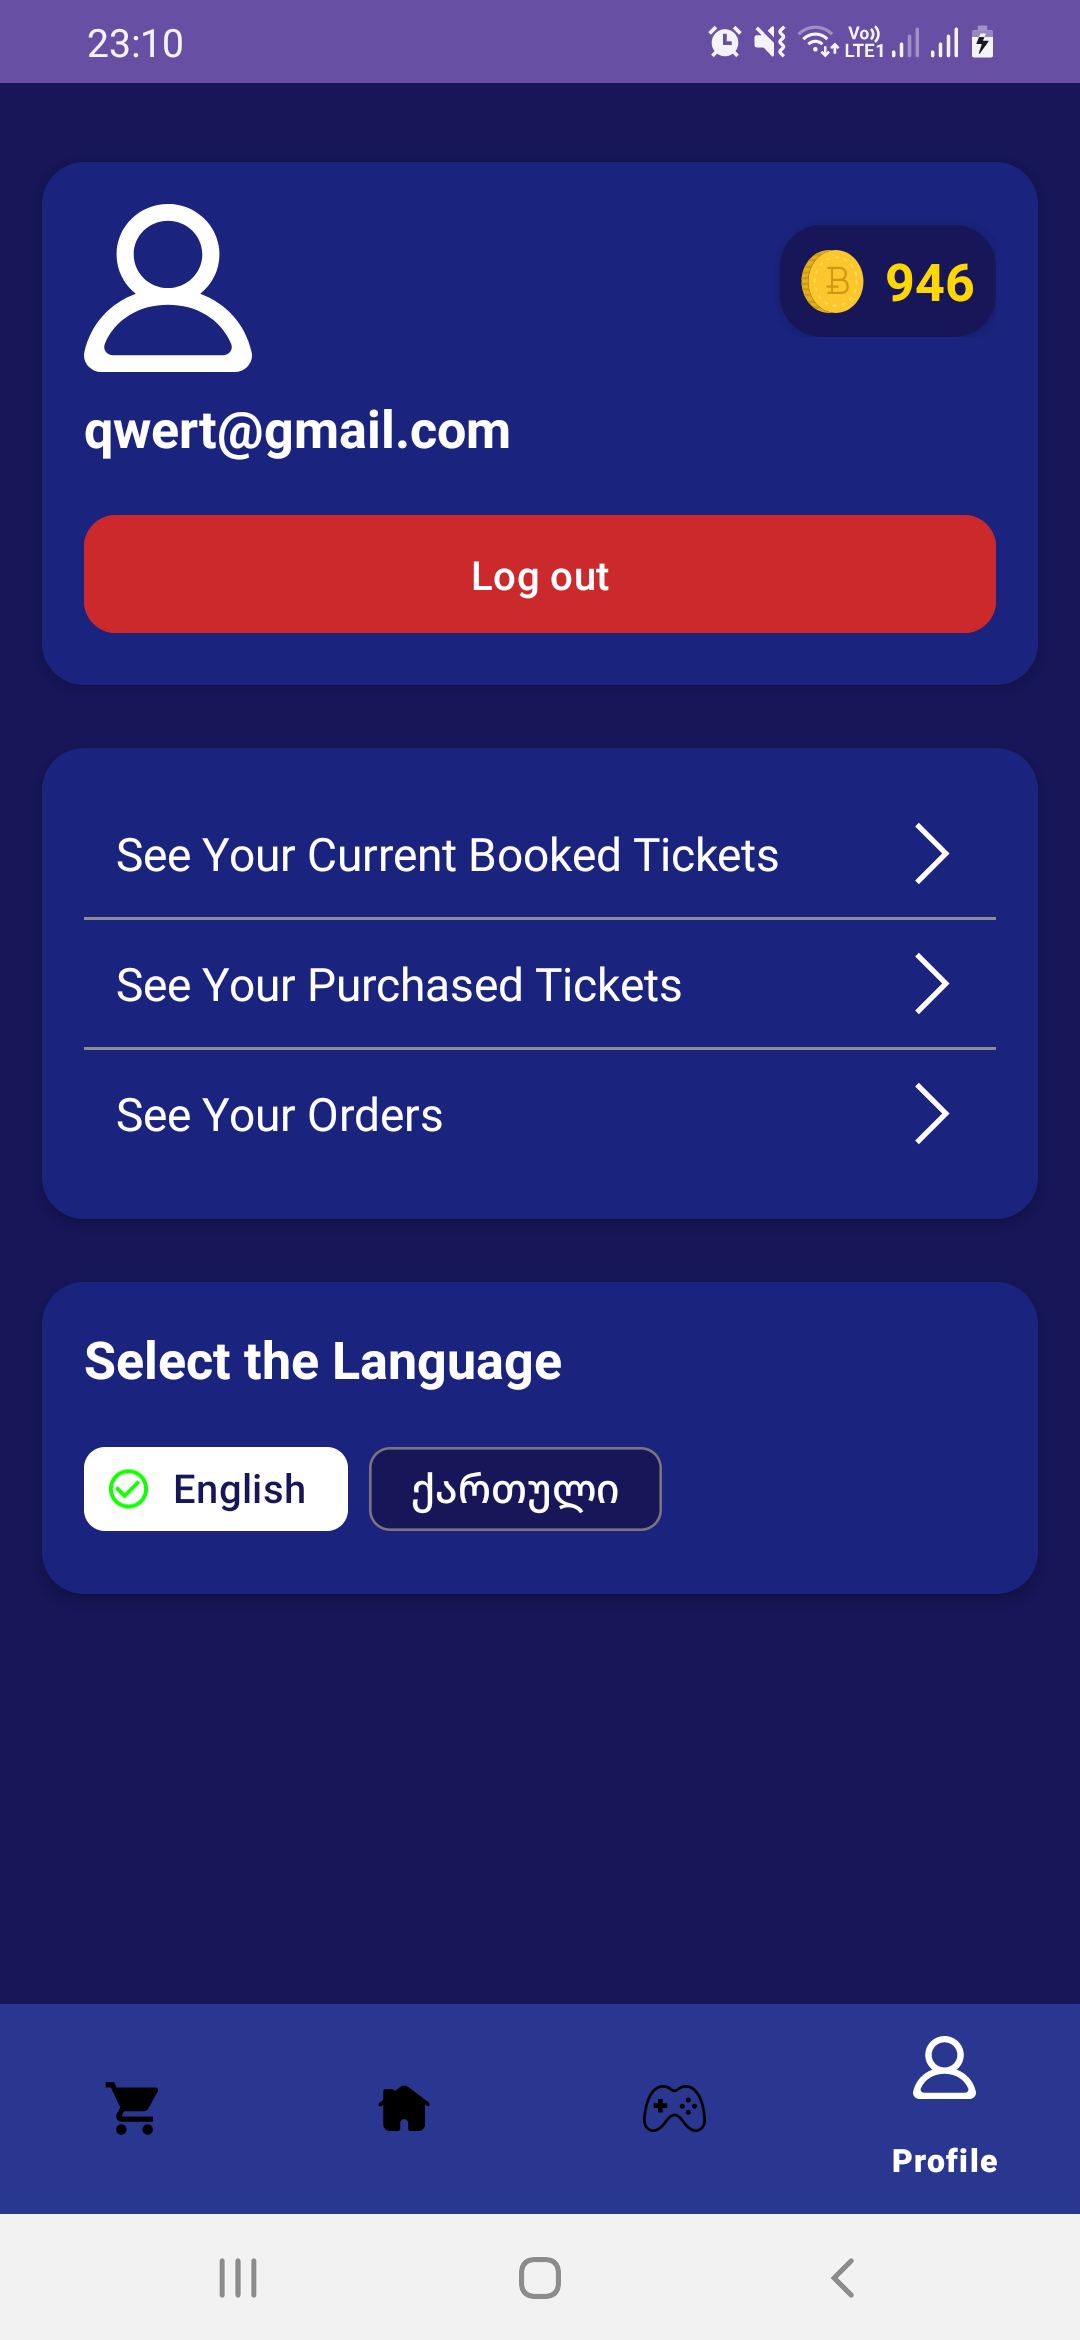 23:10
Vo)) LTE1
946
qwert@gmail.com
Log out
See Your Current Booked Tickets
See Your Purchased Tickets
See Your Orders
Select the Language
English
ქართული
Profile